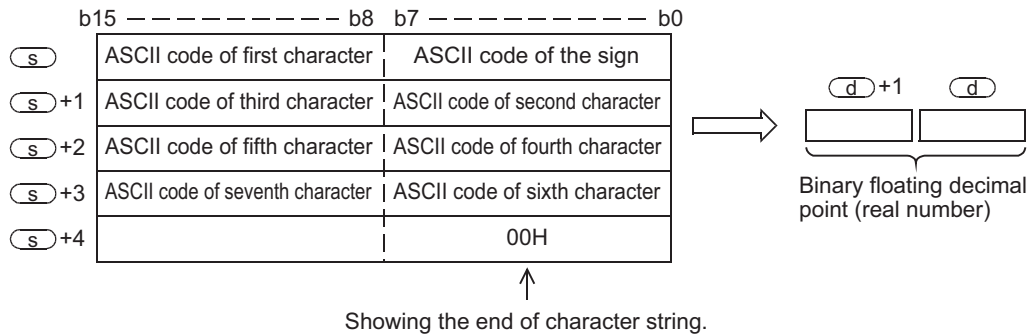 b15 — — — — — — — b8 b7 — — — — — — — b0
s ASCII code of first character ASCII code of the sign
s +1 ASCII code of third character ASCII code of second character
s +2 ASCII code of fifth character ASCII code of fourth character
s +3 ASCII code of seventh character ASCII code of sixth character
s +4 00H
Showing the end of character string.
d +1 d
Binary floating decimal
point (real number)